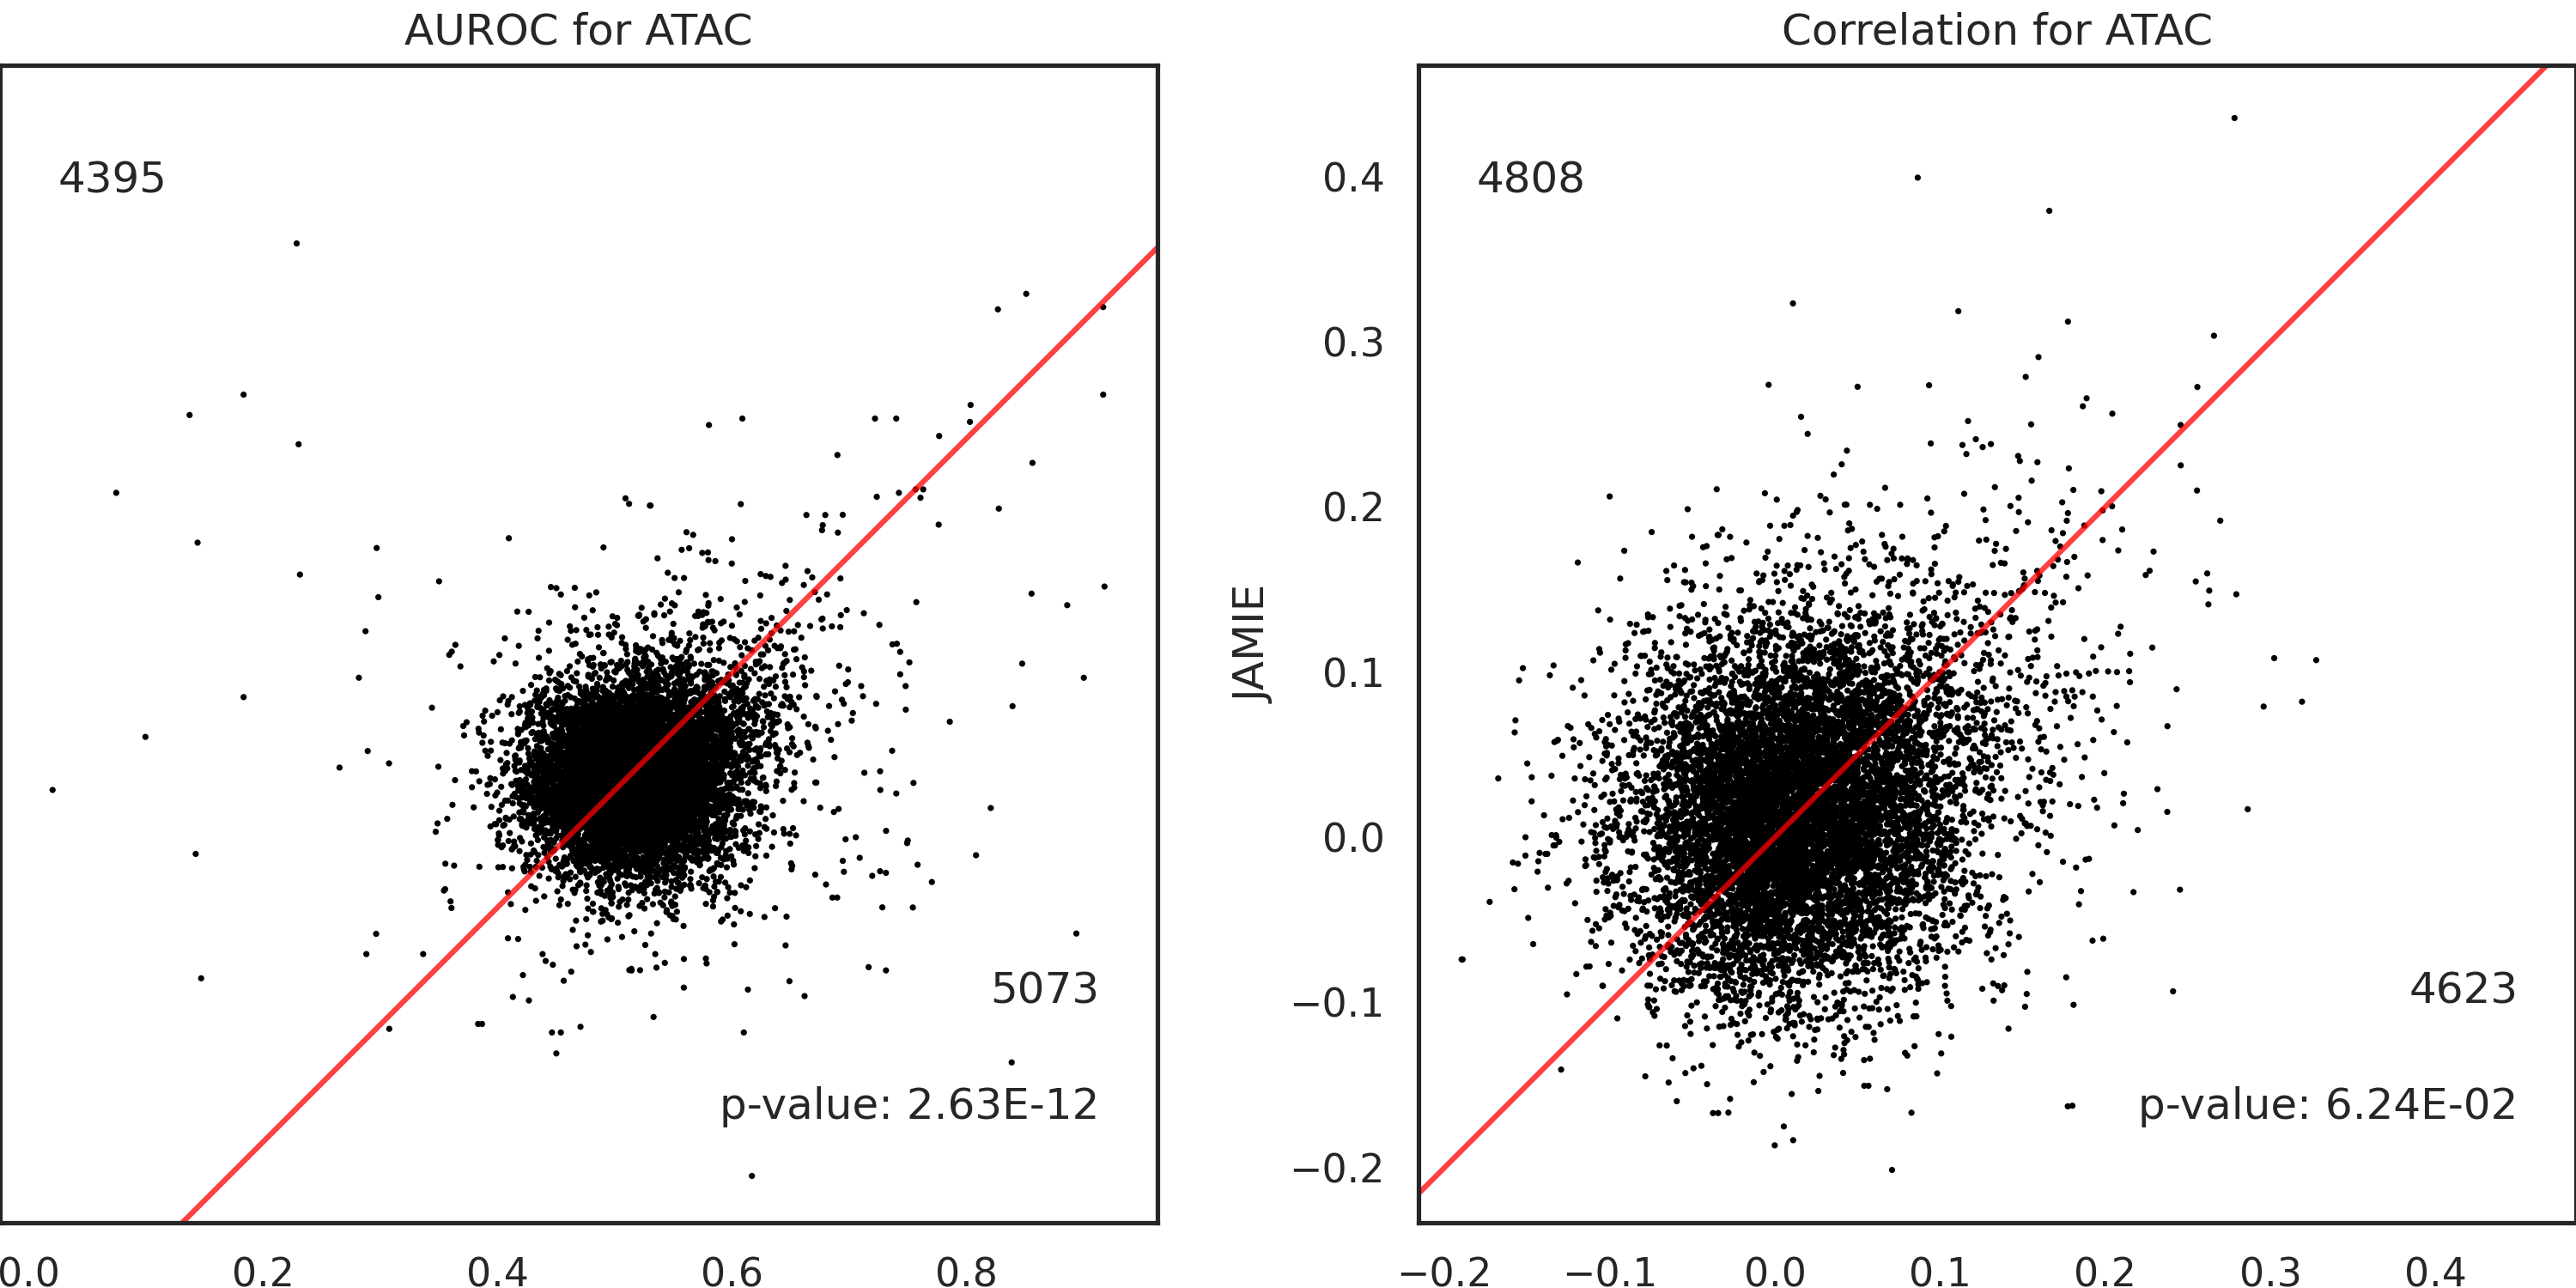 AUROC for ATAC
4395
5073
p-value: 2.63E-12
0.0 0.2 0.4 0.6 0.8
Correlation for ATAC
JAMIE
0.4
0.3
0.2
0.1
0.0
−0.1
−0.2
4808
4623
p-value: 6.24E-02
−0.2 −0.1 0.0 0.1 0.2 0.3 0.4